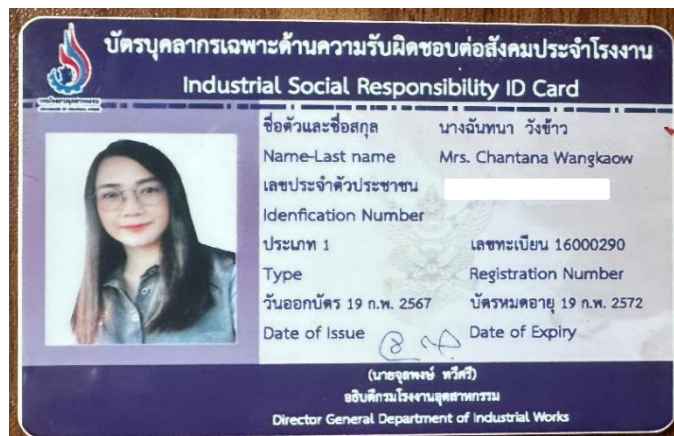 บัตรบุคลากรเฉพาะด้านความรับผิดชอบต่อสังคมประจำโรงงาน
Industrial Social Responsibility ID Card
ชื่อตัวและชื่อสกุล นางฉันทนา วังข้าว
Name-Last name Mrs. Chantana Wangkaow
เลขประจำตัวประชาชน
Idenfication Number
ประเภท 1 เลขทะเบียน 16000290
Type Registration Number
วันออกบัตร 19 ก.พ. 2567 บัตรหมดอายุ 19 ก.พ. 2572
Date of Issue Date of Expiry
(นายจุลพงษ์ ทวีศรี)
อธิบดีกรมโรงงานอุตสาหกรรม
Director General Department of Industrial Works